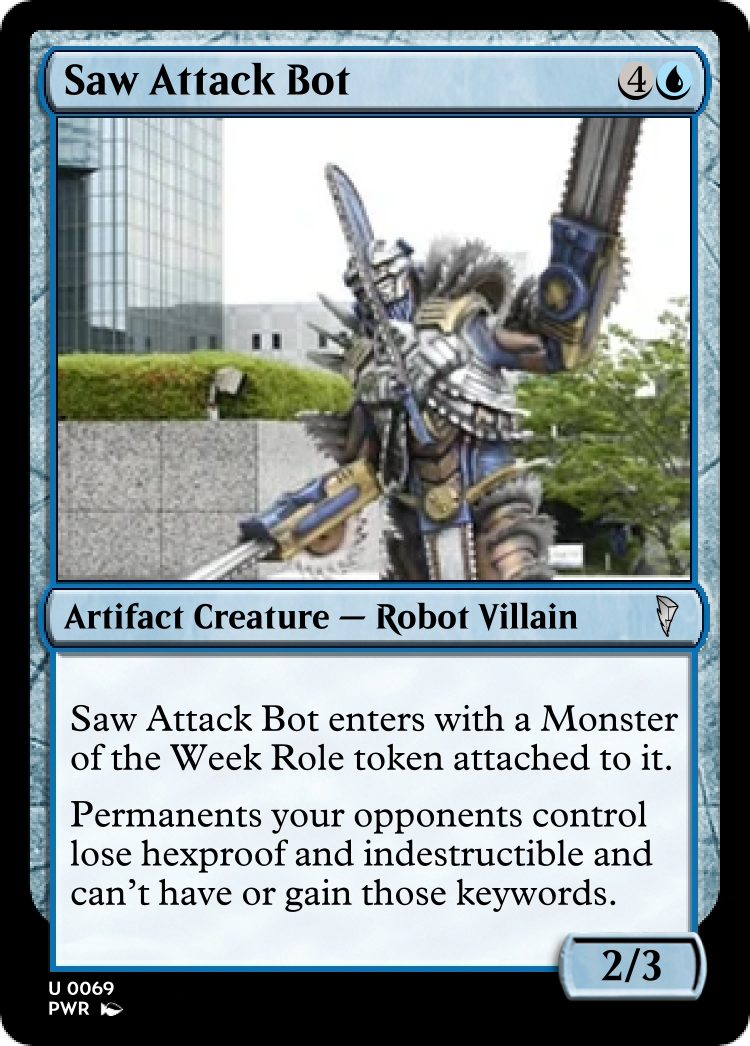 Saw Attack Bot 4
Artifact Creature — Robot Villain
Saw Attack Bot enters with a Monster
of the Week Role token attached to it.
Permanents your opponents control
lose hexproof and indestructible and
can't have or gain those keywords.
2/3
U 0069
PWR